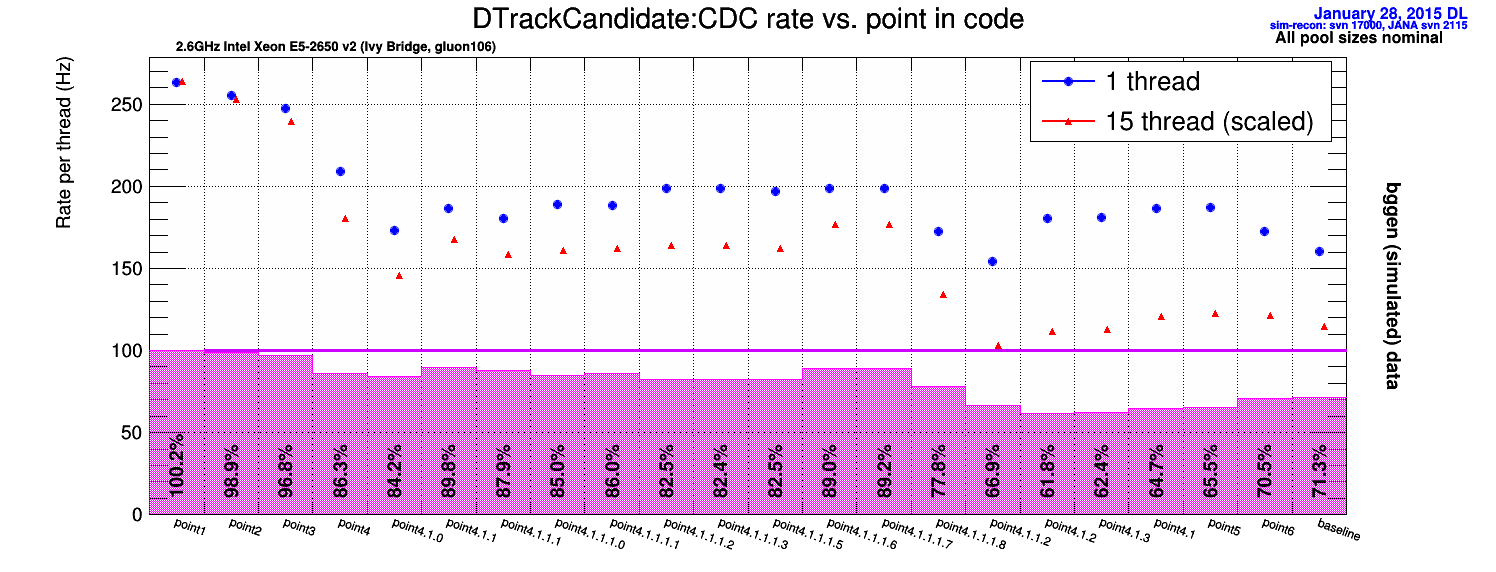 DTrackCandidate:CDC rate vs. point in code
January 28, 2015 DL
sim-recon: svn 17000, JANA svn 2115
All pool sizes nominal
2.6GHz Intel Xeon E5-2650 v2 (Ivy Bridge, gluon106)
Rate per thread (Hz)
1 thread
15 thread (scaled)
250
200
150
100
50
0
bggen (simulated) data
100.2%
98.9%
96.8%
86.3%
84.2%
89.8%
87.9%
85.0%
86.0%
82.5%
82.4%
82.5%
89.0%
89.2%
77.8%
66.9%
61.8%
62.4%
64.7%
65.5%
70.5%
71.3%
point1
point2
point3
point4
point4.1.0
point4.1.1
point4.1.1.1
point4.1.1.1.0
point4.1.1.1.1
point4.1.1.1.2
point4.1.1.1.3
point4.1.1.1.5
point4.1.1.1.6
point4.1.1.1.7
point4.1.1.1.8
point4.1.1.2
point4.1.2
point4.1.3
point4.1
point5
point6
baseline